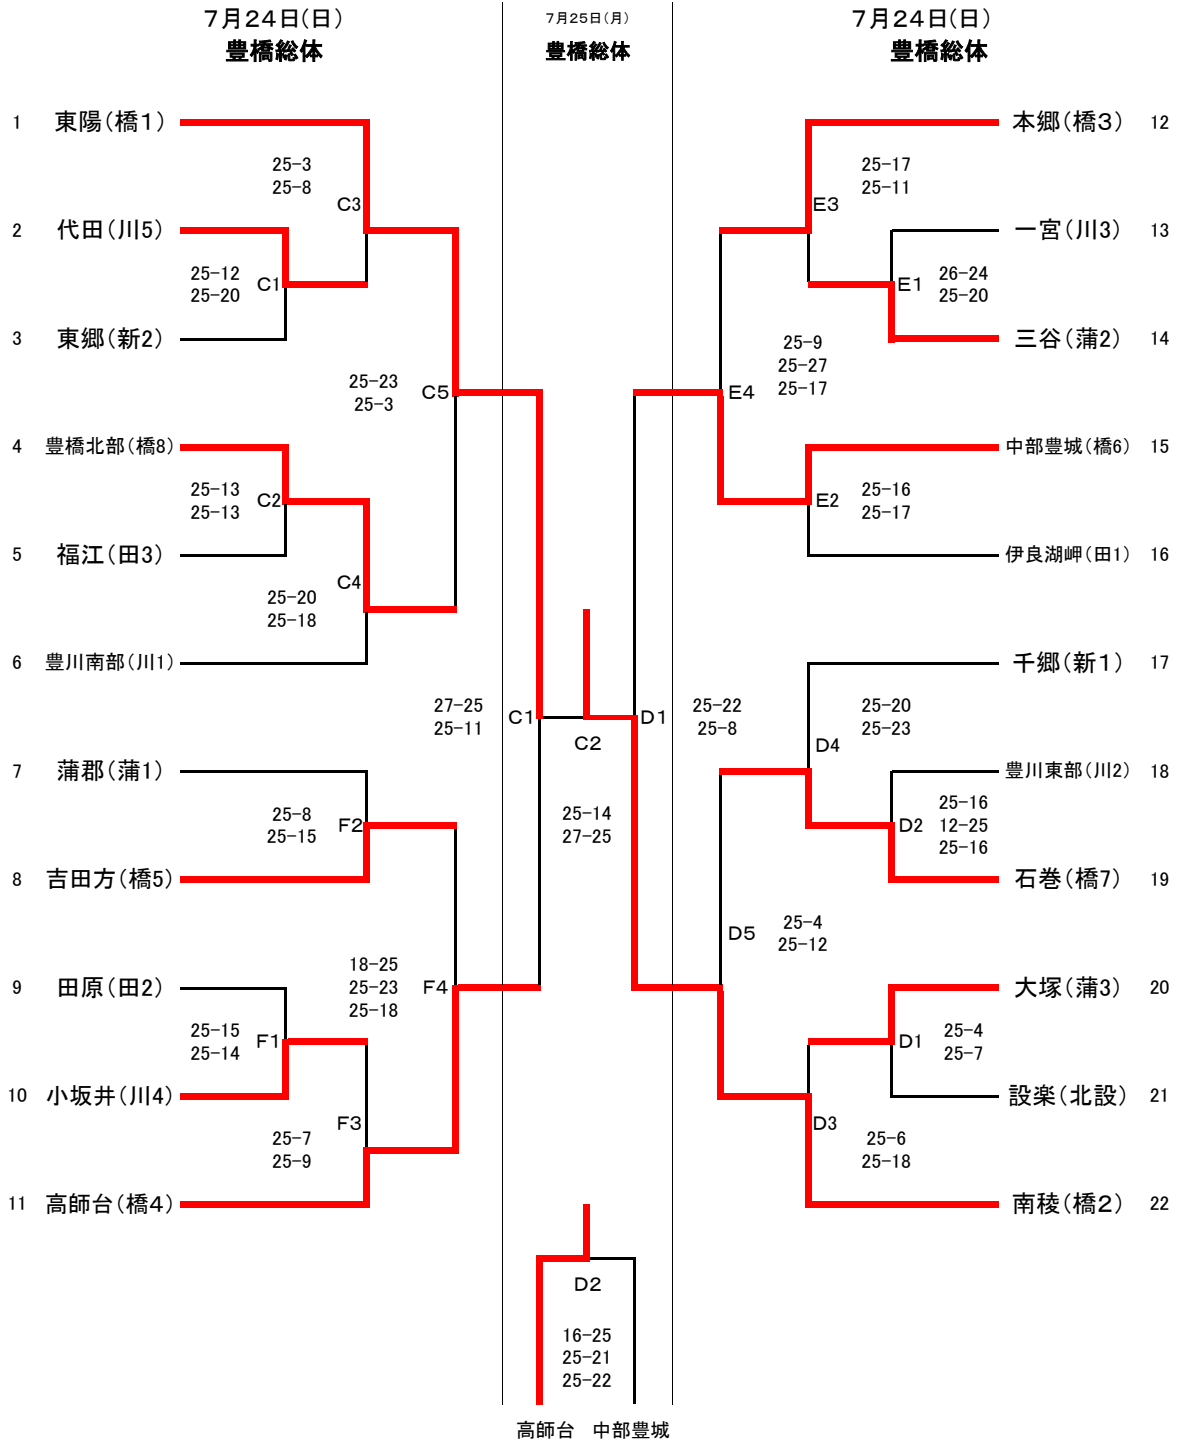 7月24日(日)
豊橋総体
7月25日(月)
豊橋総体
7月24日(日)
豊橋総体
1 東陽(橋1)
25-3
25-8
C3
2 代田(川5)
25-12
25-20
C1
3 東郷(新2)
25-23
25-3
C5
4 豊橋北部(橋8)
25-13
25-13
C2
5 福江(田3)
C4
25-20
25-18
6 豊川南部(川1)
27-25
25-11
C1
7 蒲郡(蒲1)
25-8
25-15
F2
8 吉田方(橋5)
18-25
25-23
25-18
F4
9 田原(田2)
25-15
25-14
F1
10 小坂井(川4)
F3
25-7
25-9
11 高師台(橋4)
C2
25-14
27-25
D2
16-25
25-21
25-22
高師台 中部豊城
本郷(橋3) 12
25-17
25-11
E3
一宮(川3) 13
E1
26-24
25-20
三谷(蒲2) 14
25-9
25-27
25-17
E4
中部豊城(橋6) 15
E2
25-16
25-17
伊良湖岬(田1) 16
千郷(新1) 17
D1
25-22
25-8
25-20
25-23
D4
豊川東部(川2) 18
D2
25-16
12-25
25-16
石巻(橋7) 19
D5
25-4
25-12
大塚(蒲3) 20
D1
25-4
25-7
設楽(北設) 21
D3
25-6
25-18
南稜(橋2) 22